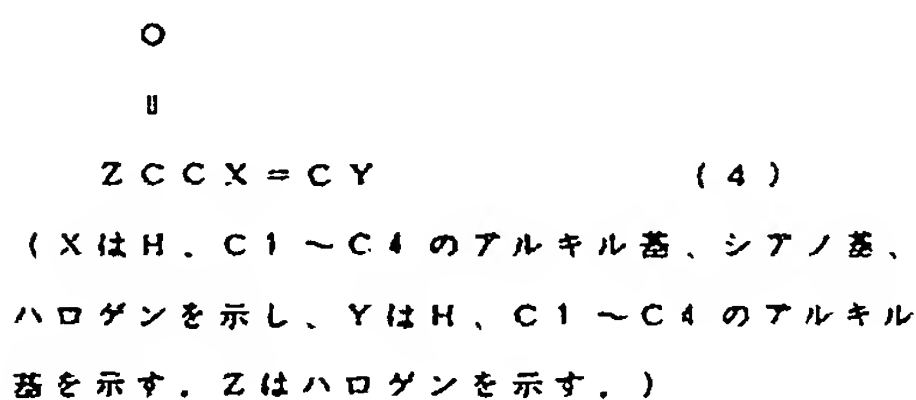 O
॥
ZCCX=CY (4)
(XはH、C1~C4のアルキル基、シアノ基、
ハロゲンを示し、YはH、C1~C4のアルキル
基を示す。Zはハロゲンを示す。)